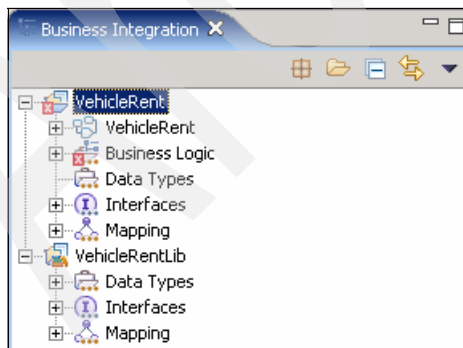 Business Integration
VehicleRent
VehicleRent
Business Logic
Data Types
Interfaces
Mapping
VehicleRentLib
Data Types
Interfaces
Mapping